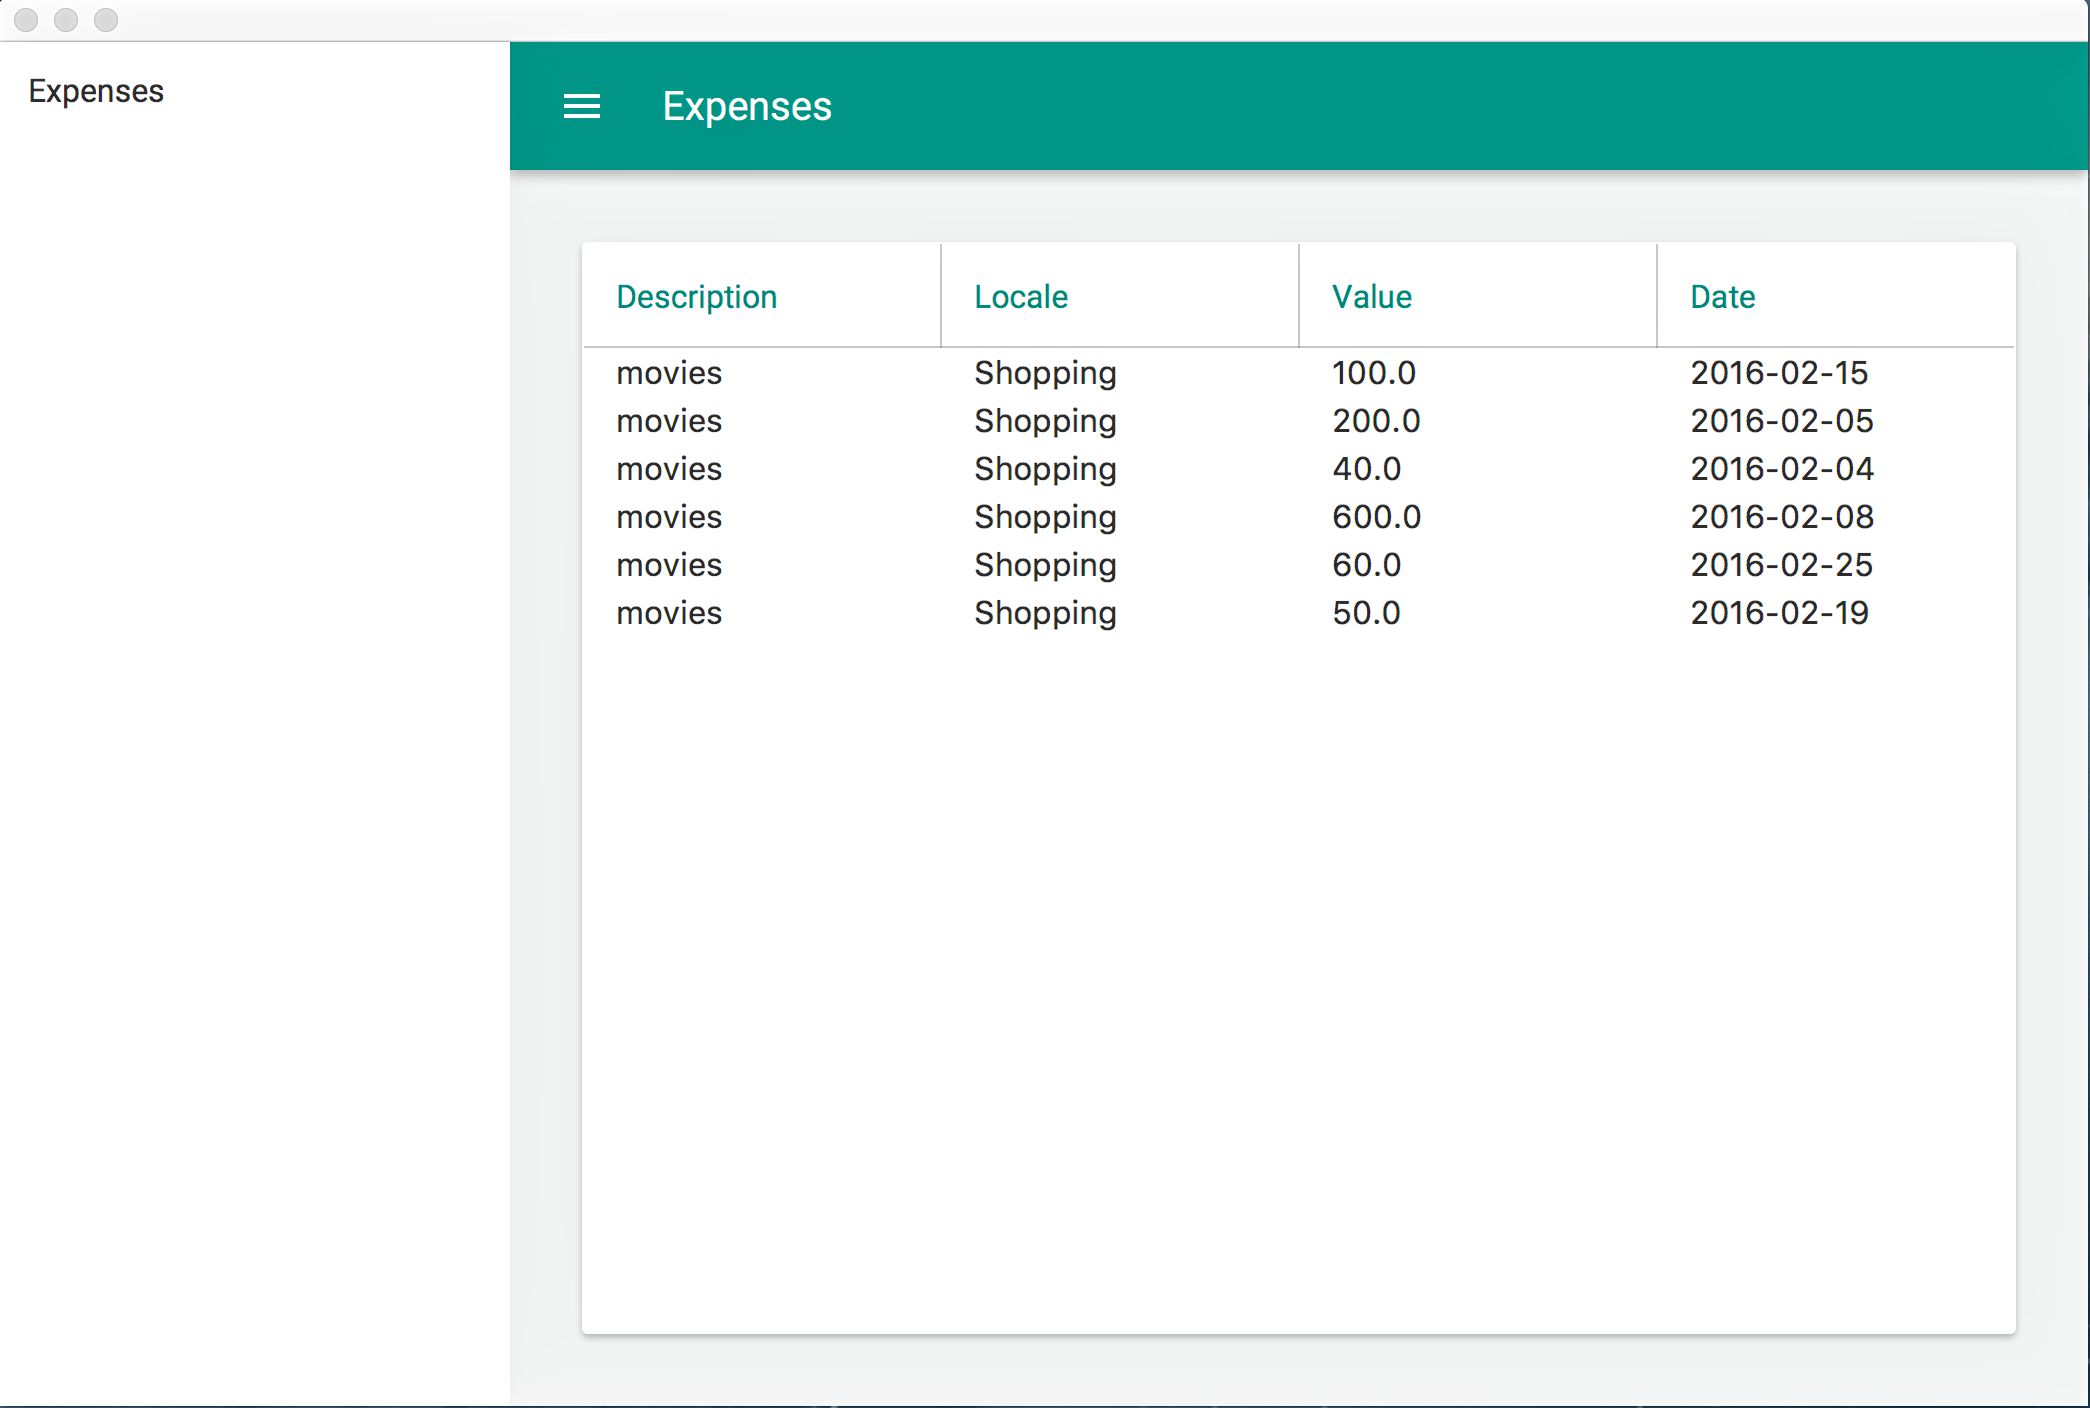 Expenses
Expenses
Description Locale Value Date
movies Shopping 100.0 2016-02-15
movies Shopping 200.0 2016-02-05
movies Shopping 40.0 2016-02-04
movies Shopping 600.0 2016-02-08
movies Shopping 60.0 2016-02-25
movies Shopping 50.0 2016-02-19